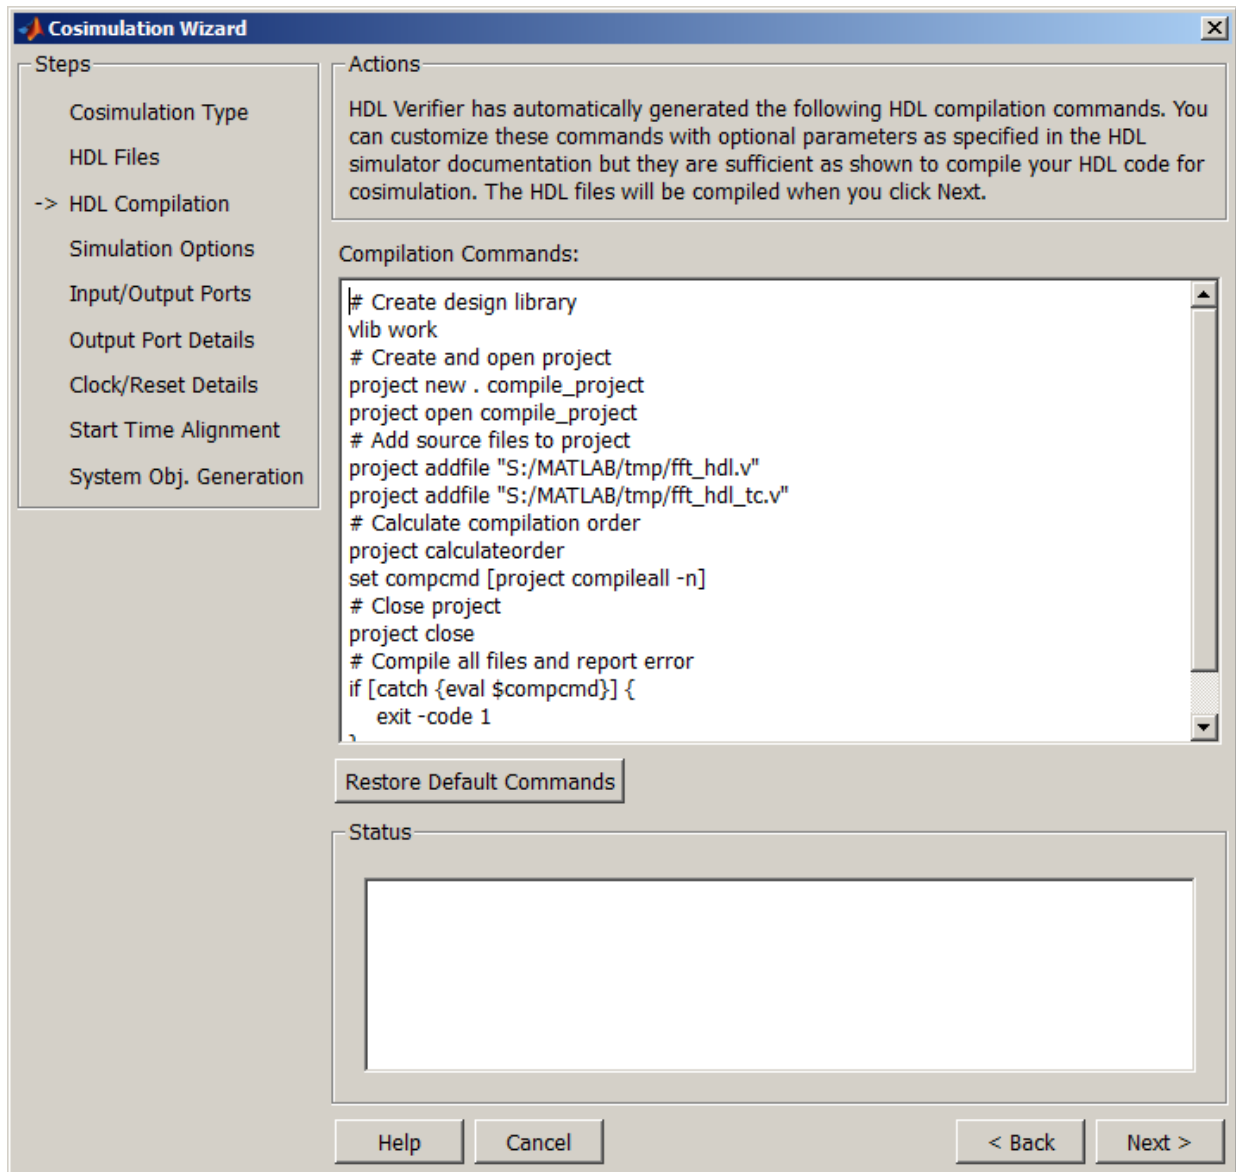 Cosimulation Wizard
Steps
Cosimulation Type
HDL Files
-> HDL Compilation
Simulation Options
Input/Output Ports
Output Port Details
Clock/Reset Details
Start Time Alignment
System Obj. Generation
Actions
HDL Verifier has automatically generated the following HDL compilation commands. You
can customize these commands with optional parameters as specified in the HDL
simulator documentation but they are sufficient as shown to compile your HDL code for
cosimulation. The HDL files will be compiled when you click Next.
Compilation Commands:
# Create design library
vlib work
# Create and open project
project new . compile_project
project open compile_project
# Add source files to project
project addfile "S:/MATLAB/tmp/fft_hdl.v"
project addfile "S:/MATLAB/tmp/fft_hdl_tc.v"
# Calculate compilation order
project calculateorder
set compcmd [project compileall -n]
# Close project
project close
# Compile all files and report error
if [catch {eval $compcmd}] {
exit -code 1
}
Restore Default Commands
Status
Help
Cancel
< Back
Next >